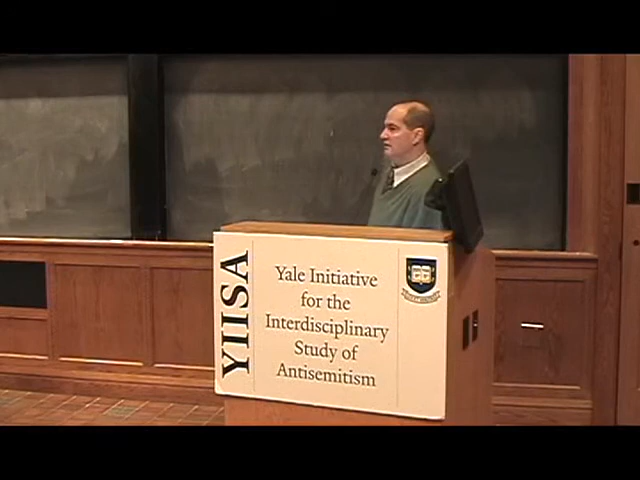 YIISA
Yale Initiative
for the
Interdisciplinary
Study of
Antisemitism